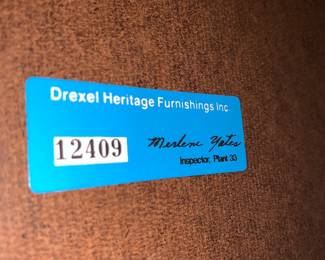 Drexel Heritage Furnishings Inc
12409
Merlene Yates
Inspector, Plant 33